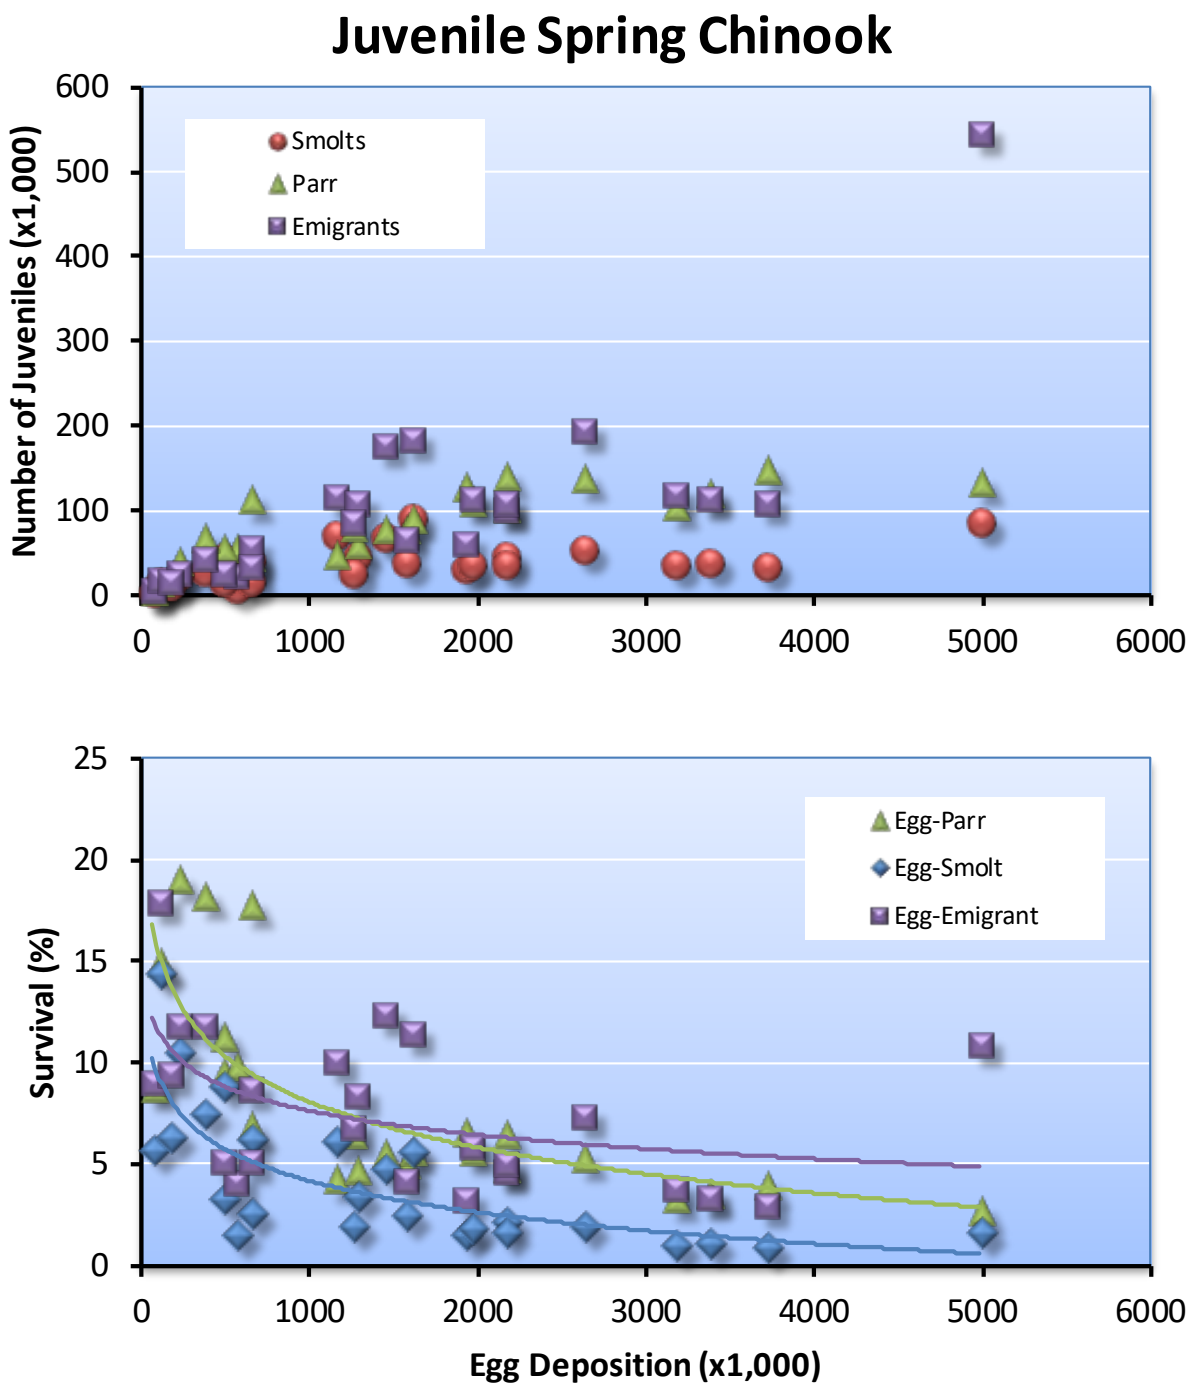 Juvenile Spring Chinook
Number of Juveniles (x1,000)
600
500
400
300
200
100
0
Smolts
Parr
Emigrants
0 1000 2000 3000 4000 5000 6000
Survival (%)
25
20
15
10
5
0
Egg-Parr
Egg-Smolt
Egg-Emigrant
0 1000 2000 3000 4000 5000 6000
Egg Deposition (x1,000)